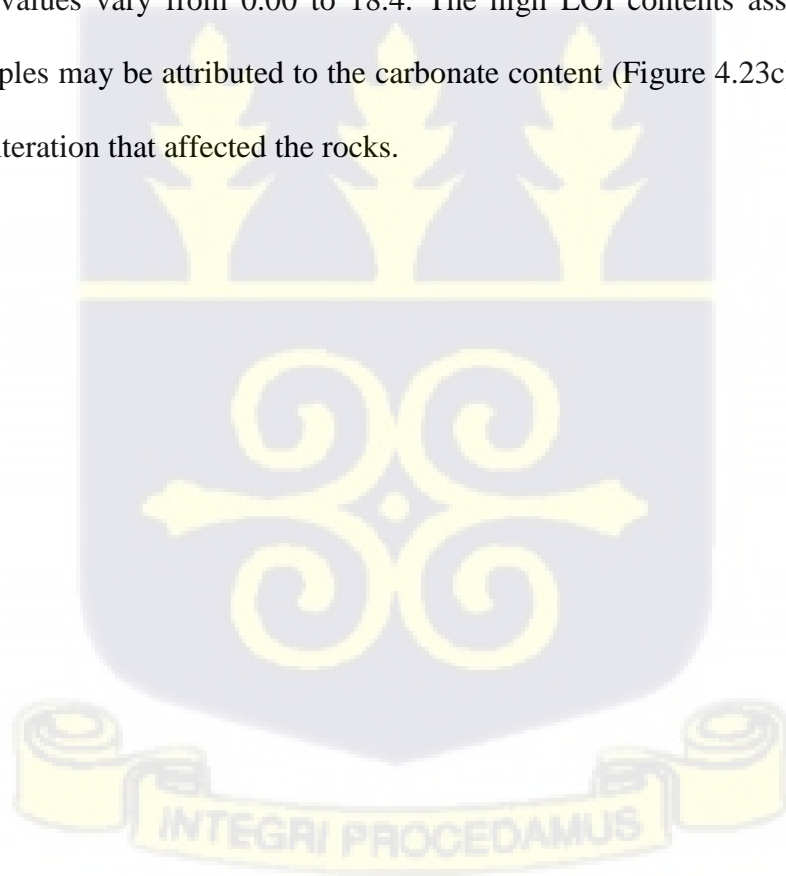 values vary from 0.00 to 18.4. The high LOI contents ass
ples may be attributed to the carbonate content (Figure 4.23c
teration that affected the rocks.
INTEGRI PROCEDAMUS